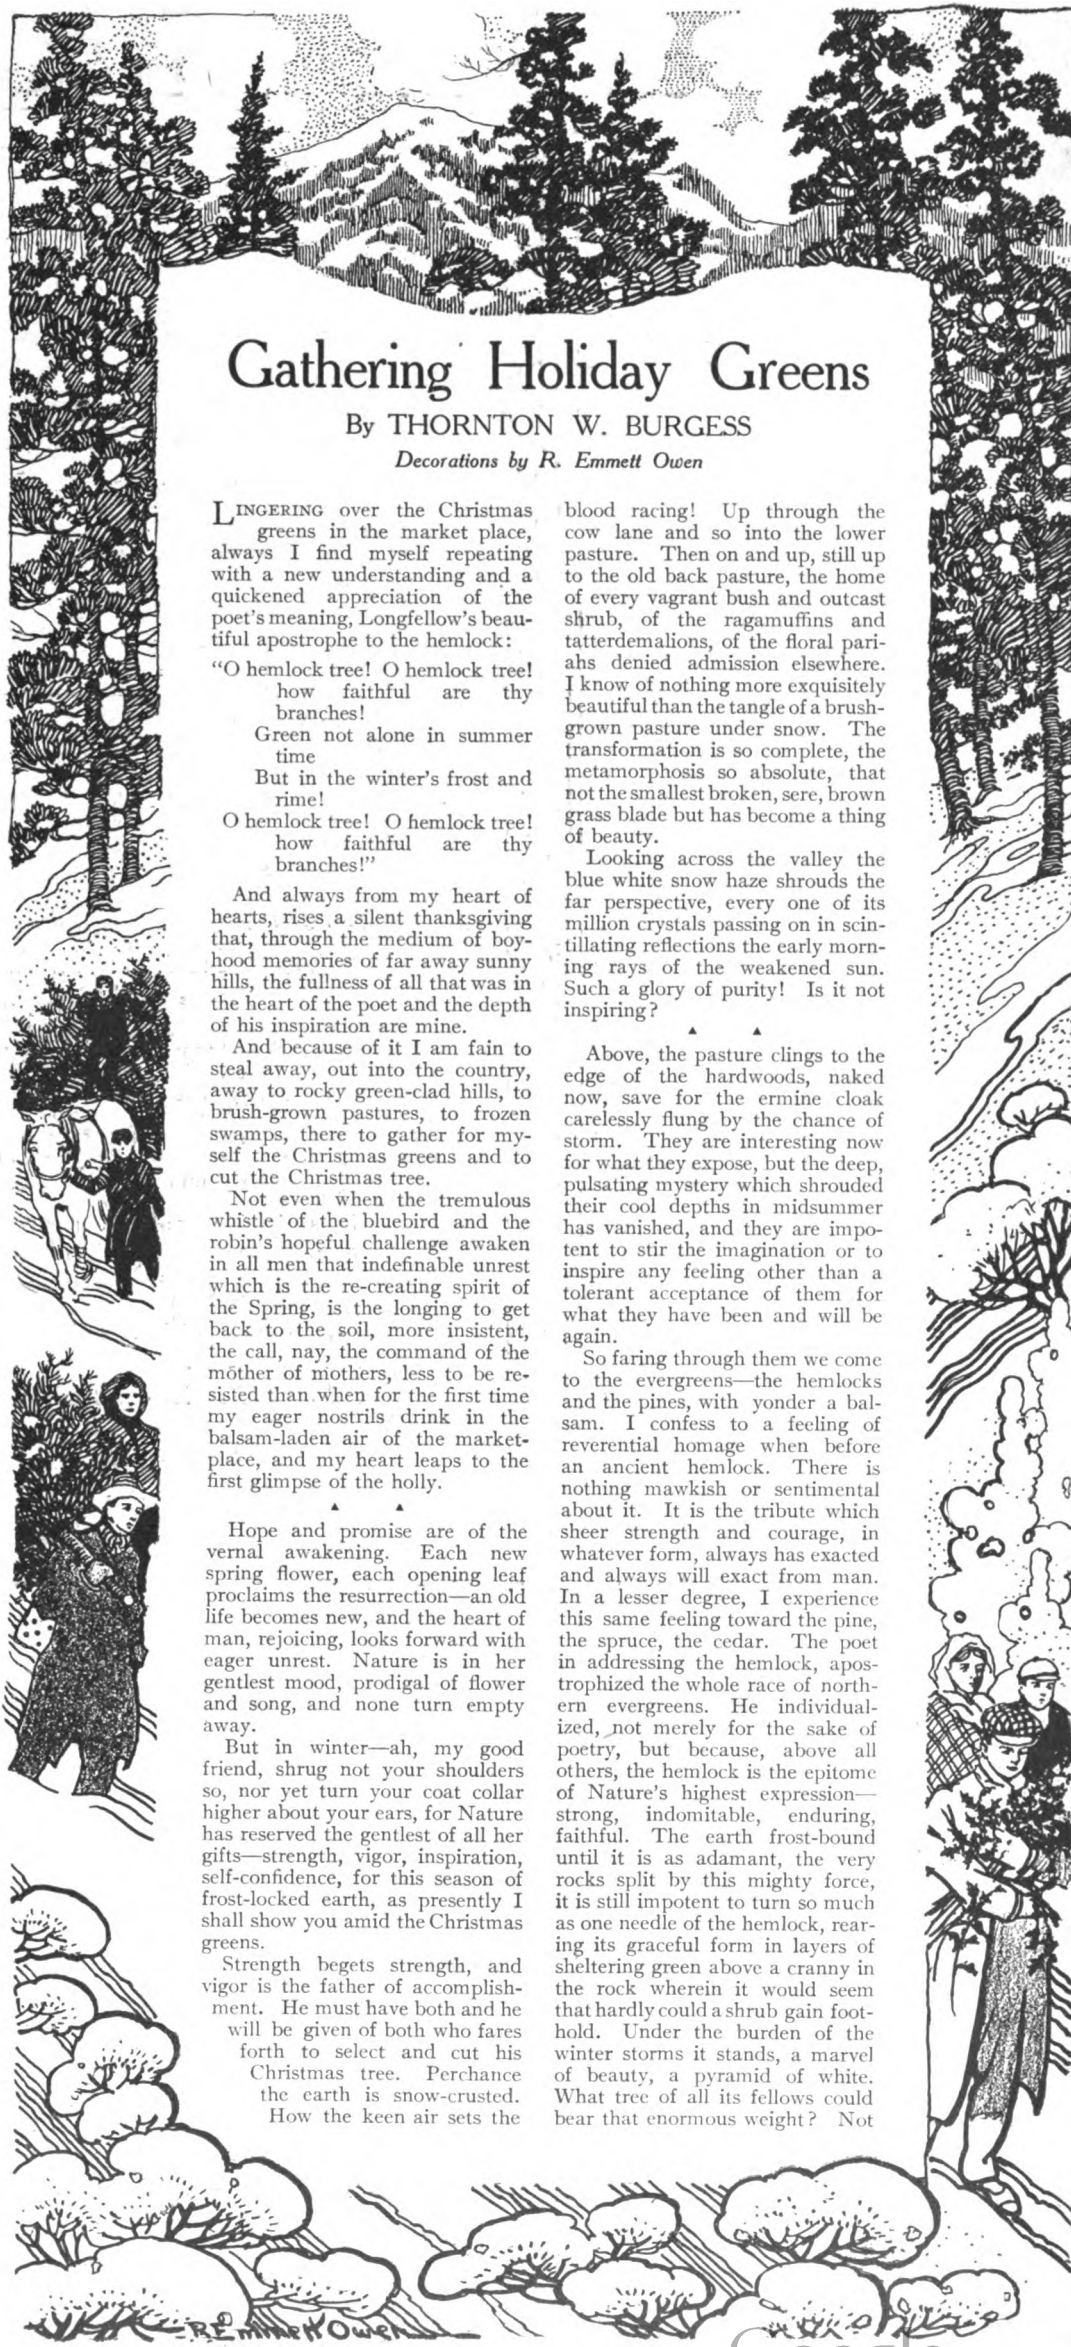 Gathering Holiday Greens
By THORNTON W. BURGESS
Decorations by R. Emmett Owen
LINGERING over the Christmas
greens in the market place,
always I find myself repeating
with a new understanding and a
quickened appreciation of the
poet's meaning, Longfellow's beau-
tiful apostrophe to the hemlock:
"O hemlock tree! O hemlock tree!
how faithful are thy
branches!
Green not alone in summer
time
But in the winter's frost and
rime!
O hemlock tree! O hemlock tree!
how faithful are thy
branches!"
And always from my heart of
hearts, rises a silent thanksgiving
that, through the medium of boy-
hood memories of far away sunny
hills, the fullness of all that was in
the heart of the poet and the depth
of his inspiration are mine.
And because of it I am fain to
steal away, out into the country,
away to rocky green-clad hills, to
brush-grown pastures, to frozen
swamps, there to gather for my-
self the Christmas greens and to
cut the Christmas tree.
Not even when the tremulous
whistle of the bluebird and the
robin's hopeful challenge awaken
in all men that indefinable unrest
which is the re-creating spirit of
the Spring, is the longing to get
back to the soil, more insistent,
the call, nay, the command of the
mother of mothers, less to be re-
sisted than when for the first time
my eager nostrils drink in the
balsam-laden air of the market-
place, and my heart leaps to the
first glimpse of the holly.
Hope and promise are of the
vernal awakening. Each new
spring flower, each opening leaf
proclaims the resurrection—an old
life becomes new, and the heart of
man, rejoicing, looks forward with
eager unrest. Nature is in her
gentlest mood, prodigal of flower
and song, and none turn empty
away.
But in winter—ah, my good
friend, shrug not your shoulders
so, nor yet turn your coat collar
higher about your ears, for Nature
has reserved the gentlest of all her
gifts—strength, vigor, inspiration,
self-confidence, for this season of
frost-locked earth, as presently I
shall show you amid the Christmas
greens.
Strength begets strength, and
vigor is the father of accomplish-
ment. He must have both and he
will be given of both who fares
forth to select and cut his
Christmas tree. Perchance
the earth is snow-crusted.
How the keen air sets the
blood racing! Up through the
cow lane and so into the lower
pasture. Then on and up, still up
to the old back pasture, the home
of every vagrant bush and outcast
shrub, of the ragamuffins and
tatterdemalions, of the floral pari-
ahs denied admission elsewhere.
I know of nothing more exquisitely
beautiful than the tangle of a brush-
grown pasture under snow. The
transformation is so complete, the
metamorphosis so absolute, that
not the smallest broken, sere, brown
grass blade but has become a thing
of beauty.
Looking across the valley the
blue white snow haze shrouds the
far perspective, every one of its
million crystals passing on in scin-
tillating reflections the early morn-
ing rays of the weakened sun.
Such a glory of purity! Is it not
inspiring?
Above, the pasture clings to the
edge of the hardwoods, naked
now, save for the ermine cloak
carelessly flung by the chance of
storm. They are interesting now
for what they expose, but the deep,
pulsating mystery which shrouded
their cool depths in midsummer
has vanished, and they are impo-
tent to stir the imagination or to
inspire any feeling other than a
tolerant acceptance of them for
what they have been and will be
again.
So faring through them we come
to the evergreens—the hemlocks
and the pines, with yonder a bal-
sam. I confess to a feeling of
reverential homage when before
an ancient hemlock. There is
nothing mawkish or sentimental
about it. It is the tribute which
sheer strength and courage, in
whatever form, always has exacted
and always will exact from man.
In a lesser degree, I experience
this same feeling toward the pine,
the spruce, the cedar. The poet
in addressing the hemlock, apos-
trophized the whole race of north-
ern evergreens. He individual-
ized, not merely for the sake of
poetry, but because, above all
others, the hemlock is the epitome
of Nature's highest expression—
strong, indomitable, enduring,
faithful. The earth frost-bound
until it is as adamant, the very
rocks split by this mighty force,
it is still impotent to turn so much
as one needle of the hemlock, rear-
ing its graceful form in layers of
sheltering green above a cranny in
the rock wherein it would seem
that hardly could a shrub gain foot-
hold. Under the burden of the
winter storms it stands, a marvel
of beauty, a pyramid of white.
What tree of all its fellows could
bear that enormous weight? Not
R. Emmett Owen